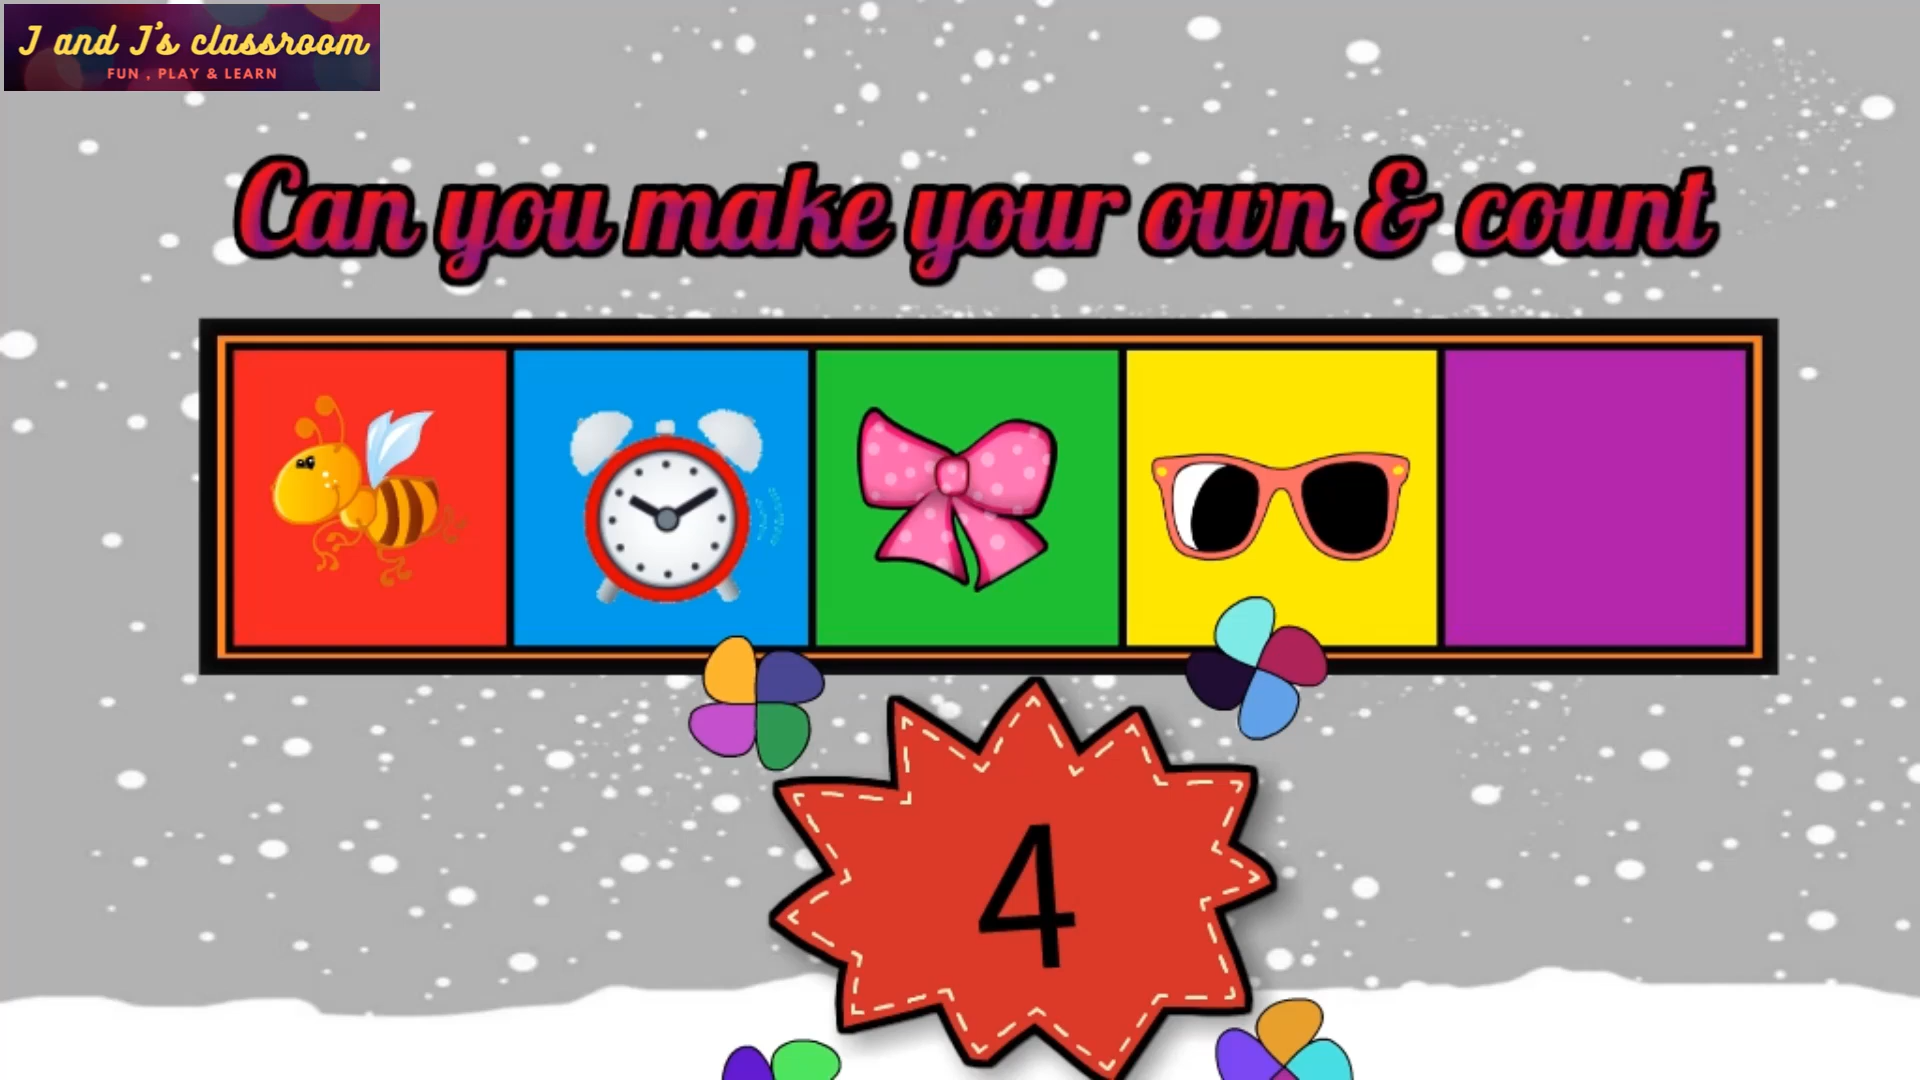 J and J's classroom
FUN , PLAY & LEARN
Can you make your own & count
4